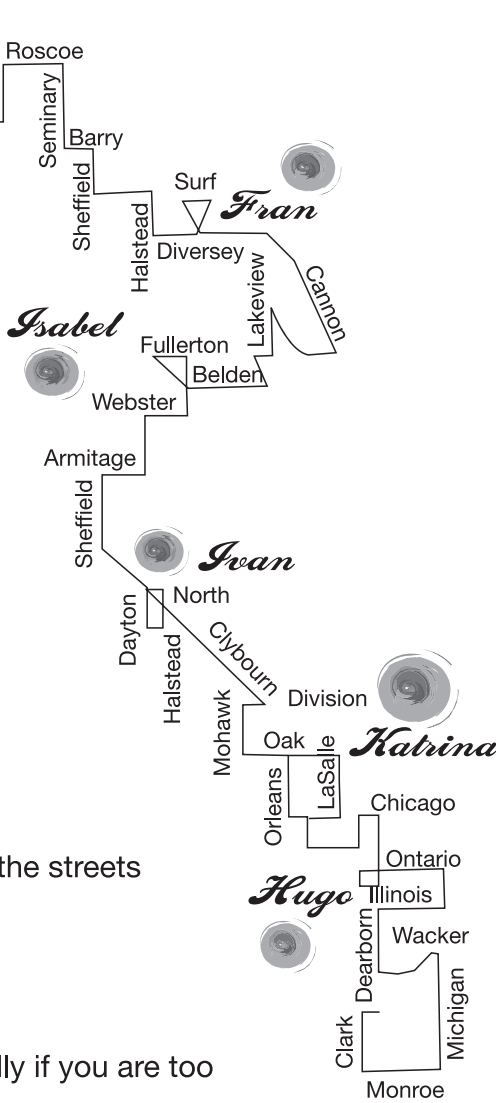 Roscoe
Seminary
Barry
Sheffield
Surf
Fran
Halstead
Diversey
Lakeview
Cannon
Isabel
Fullerton
Belden
Webster
Armitage
Sheffield
Ivan
North
Dayton
Halstead
Clybourn
Mohawk
Division
Oak
LaSalle
Katrina
Orleans
Chicago
the streets
Ontario
Hugo
Illinois
Dearborn
Wacker
Clark
Michigan
lly if you are too
Monroe